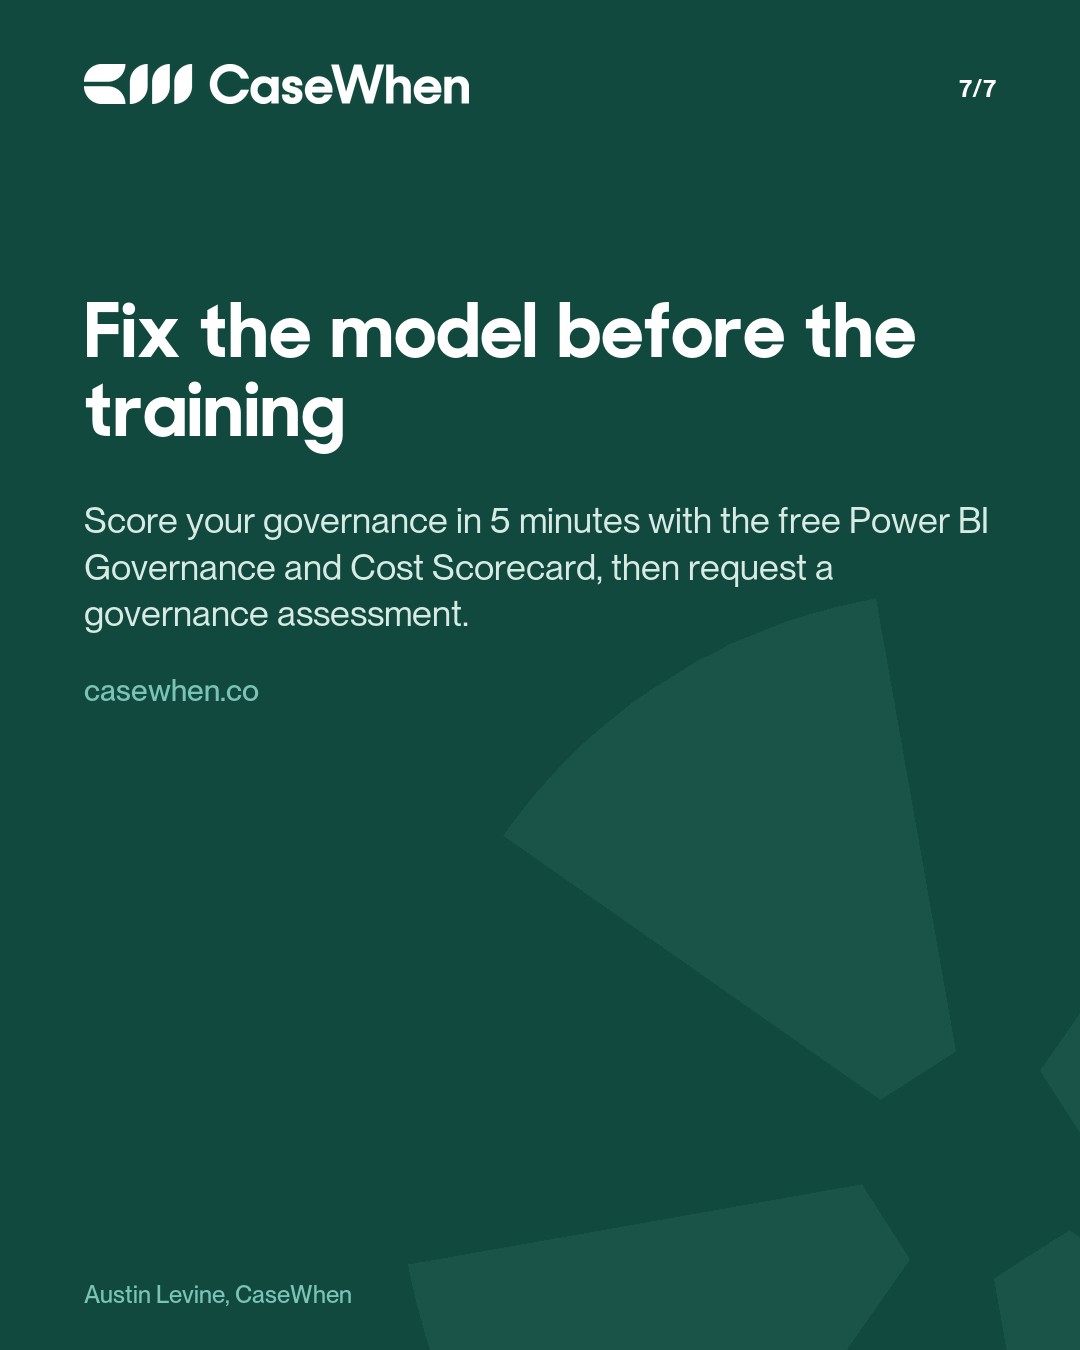 CaseWhen
7/7
Fix the model before the
training
Score your governance in 5 minutes with the free Power BI
Governance and Cost Scorecard, then request a
governance assessment.
casewhen.co
Austin Levine, CaseWhen